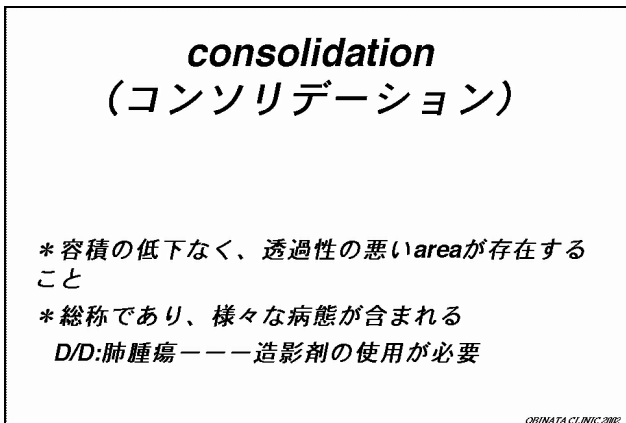 consolidation
（コンソリデーション）
＊容積の低下なく、透過性の悪いareaが存在する
こと
＊総称であり、様々な病態が含まれる
D/D:肺腫瘍ーーー造影剤の使用が必要
OBINATA CLINIC 2002